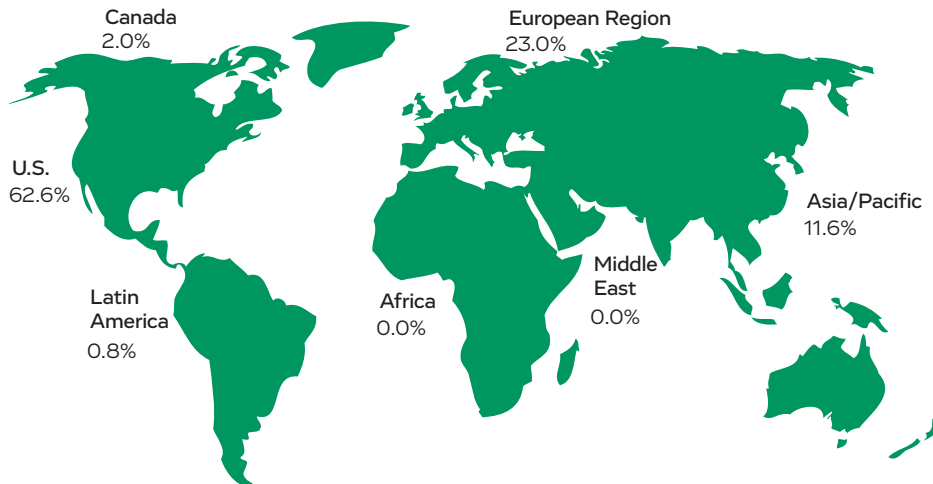 Canada
2.0%
European Region
23.0%
U.S.
62.6%
Asia/Pacific
11.6%
Middle
East
0.0%
Africa
0.0%
Latin
America
0.8%